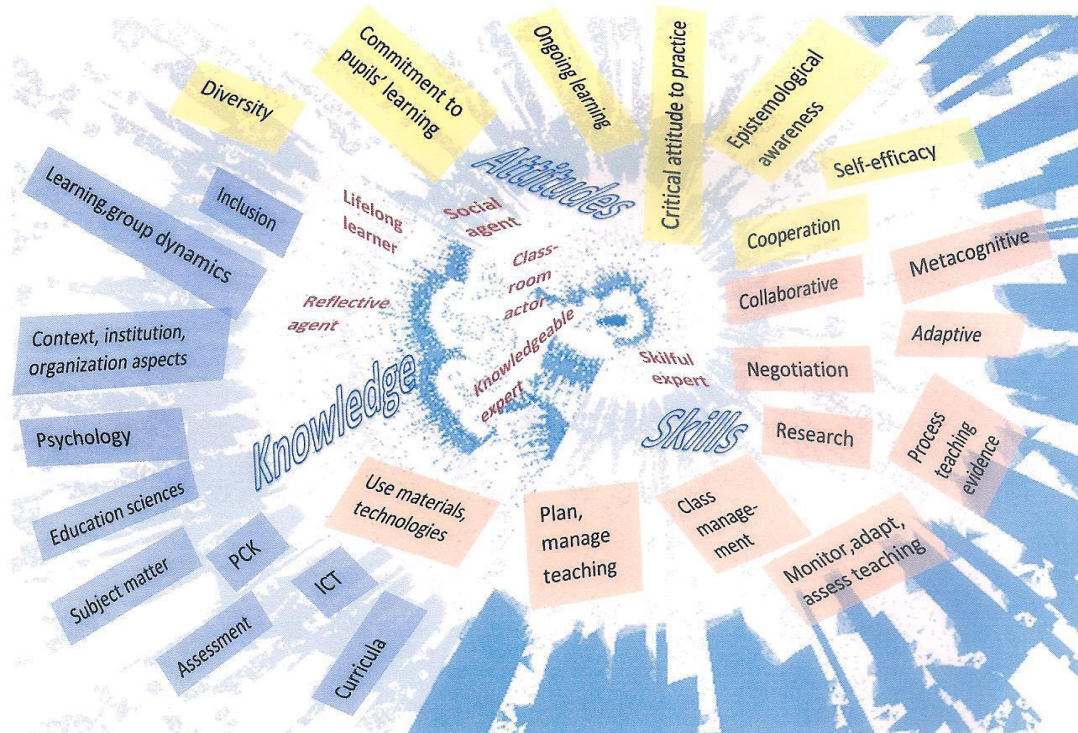 Diversity
Commitment to
pupils' learning
Ongoing learning
Critical attitude to practice
Epistemological
awareness
Self-efficacy
Cooperation
Attitudes
Learning,group dynamics
Inclusion
Context, institution,
organization aspects
Psychology
Education sciences
Subject matter
PCK
Assessment
ICT
Curricula
Knowledge
Lifelong
learner
Social
agent
Reflective
agent
Class-
room
actor
Knowledgeable
expert
Skilful
expert
Skills
Metacognitive
Collaborative
Adaptive
Negotiation
Research
Process
teaching
evidence
Use materials,
technologies
Plan,
manage
teaching
Class
manage-
ment
Monitor,adapt,
assess teaching